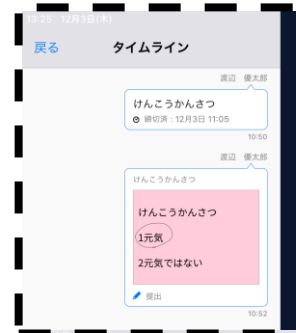 13:25 12月3日(木)
戻る
タイムライン
渡辺 優太郎
けんこうかんさつ
締切済:12月3日 11:05
10:50
渡辺 優太郎
けんこうかんさつ
けんこうかんさつ
1元気
2元気ではない
提出
10:52